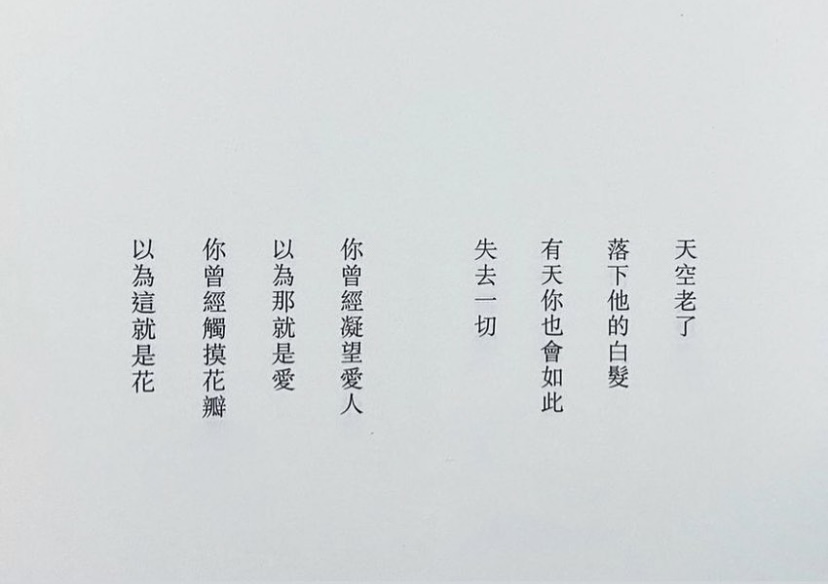 天空老了
落下他的白髮
有天你也會如此
失去一切
你曾經凝望愛人
以為那就是愛
你曾經觸摸花瓣
以為這就是花